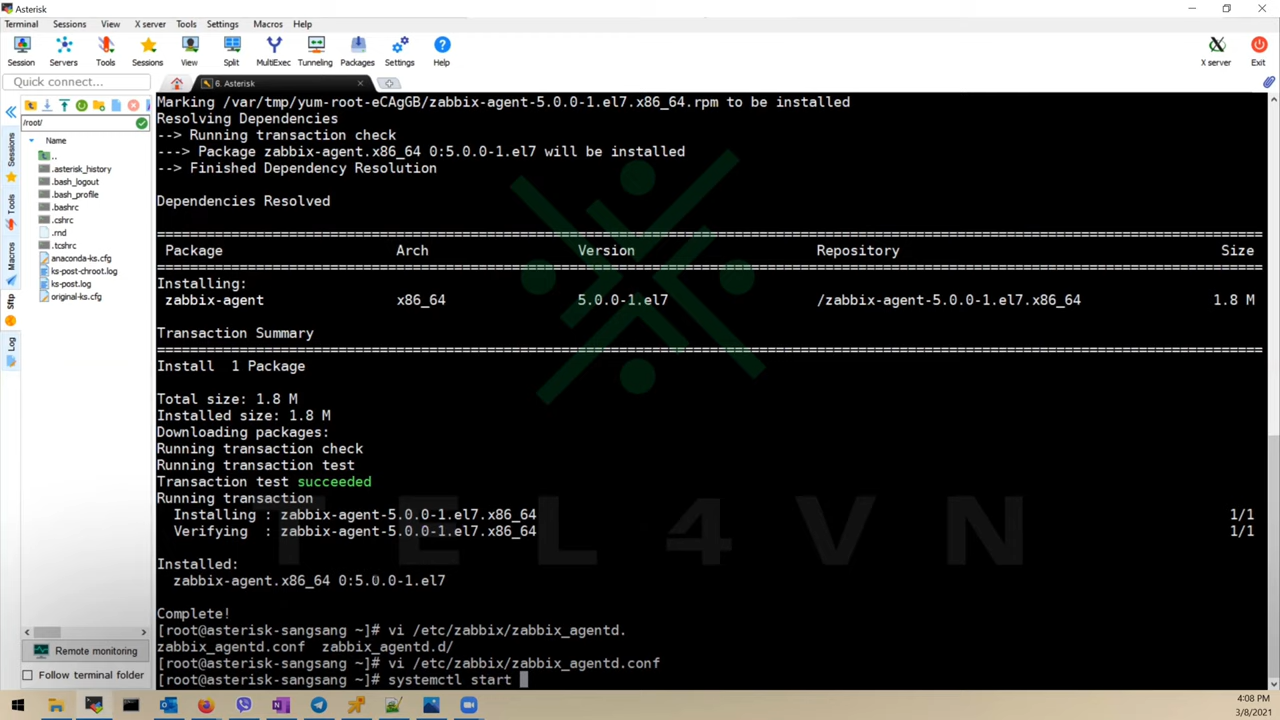 Asterisk
Terminal Sessions View X server Tools Settings Macros Help
Session Servers Tools Sessions View Split MultiExec Tunneling Packages Settings Help X server Exit
Quick connect...
6. Asterisk
/root/
Name
..
.asterisk_history
.bash_logout
.bash_profile
.bashrc
.cshrc
.rnd
.tcshrc
anaconda-ks.cfg
ks-post-chroot.log
ks-post.log
original-ks.cfg
Sessions
Tools
Macros
Sftp
Log
Remote monitoring
Follow terminal folder
Marking /var/tmp/yum-root-eCAgGB/zabbix-agent-5.0.0-1.el7.x86_64.rpm to be installed
Resolving Dependencies
--> Running transaction check
---> Package zabbix-agent.x86_64 0:5.0.0-1.el7 will be installed
--> Finished Dependency Resolution
Dependencies Resolved
Package Arch Version Repository Size
Installing:
zabbix-agent x86_64 5.0.0-1.el7 /zabbix-agent-5.0.0-1.el7.x86_64 1.8 M
Transaction Summary
Install 1 Package
Total size: 1.8 M
Installed size: 1.8 M
Downloading packages:
Running transaction check
Running transaction test
Transaction test succeeded
Running transaction
Installing : zabbix-agent-5.0.0-1.el7.x86_64 1/1
Verifying : zabbix-agent-5.0.0-1.el7.x86_64 1/1
TEL4VN
Installed:
zabbix-agent.x86_64 0:5.0.0-1.el7
Complete!
[root@asterisk-sangsang ~]# vi /etc/zabbix/zabbix_agentd.
zabbix_agentd.conf zabbix_agentd.d/
[root@asterisk-sangsang ~]# vi /etc/zabbix/zabbix_agentd.conf
[root@asterisk-sangsang ~]# systemctl start
4:08 PM
3/8/2021